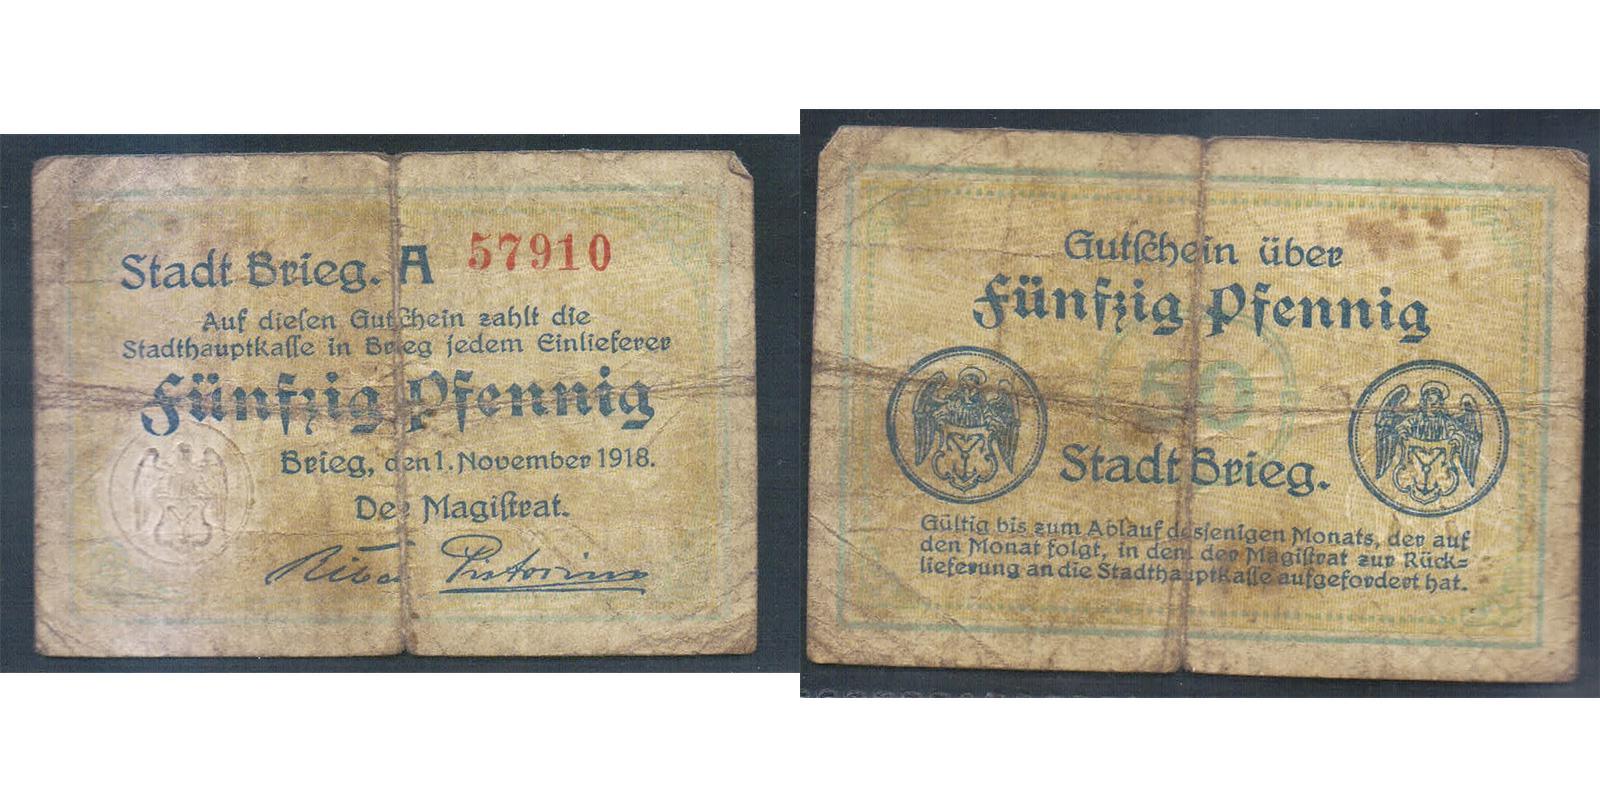 Stadt Brieg. A 57910
Auf diesen Gutschein zahlt die
Stadthauptkasse in Brieg jedem Einlieferer
Fünfzig Pfennig
Brieg, den 1. November 1918.
Der Magistrat.
Gutschein über
Fünfzig Pfennig
50
Stadt Brieg.
Gültig bis zum Ablauf desjenigen Monats, der auf
den Monat folgt, in dem der Magistrat zur Rück=
lieferung an die Stadthauptkasse aufgefordert hat.